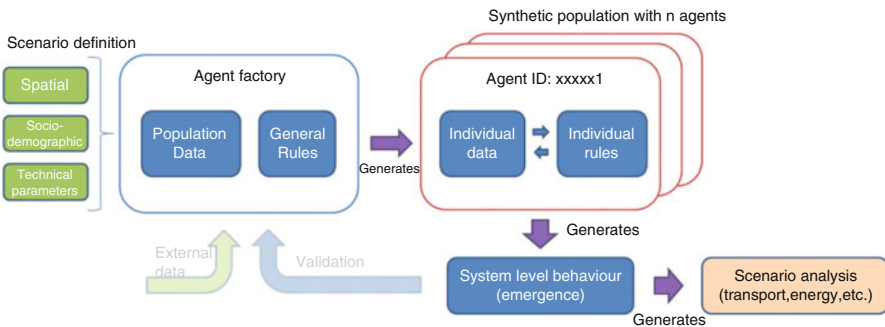 Synthetic population with n agents
Scenario definition
Spatial
Socio-
demographic
Technical
parameters
Agent factory
Population
Data
General
Rules
Generates
Agent ID: xxxxx1
Individual
data
Individual
rules
Generates
External
data
Validation
System level behaviour
(emergence)
Generates
Scenario analysis
(transport,energy,etc.)